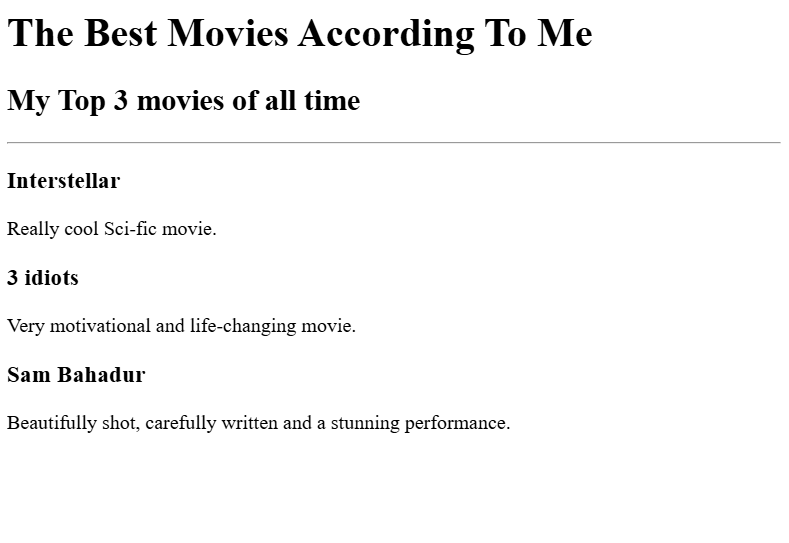 The Best Movies According To Me
My Top 3 movies of all time
Interstellar
Really cool Sci-fic movie.
3 idiots
Very motivational and life-changing movie.
Sam Bahadur
Beautifully shot, carefully written and a stunning performance.